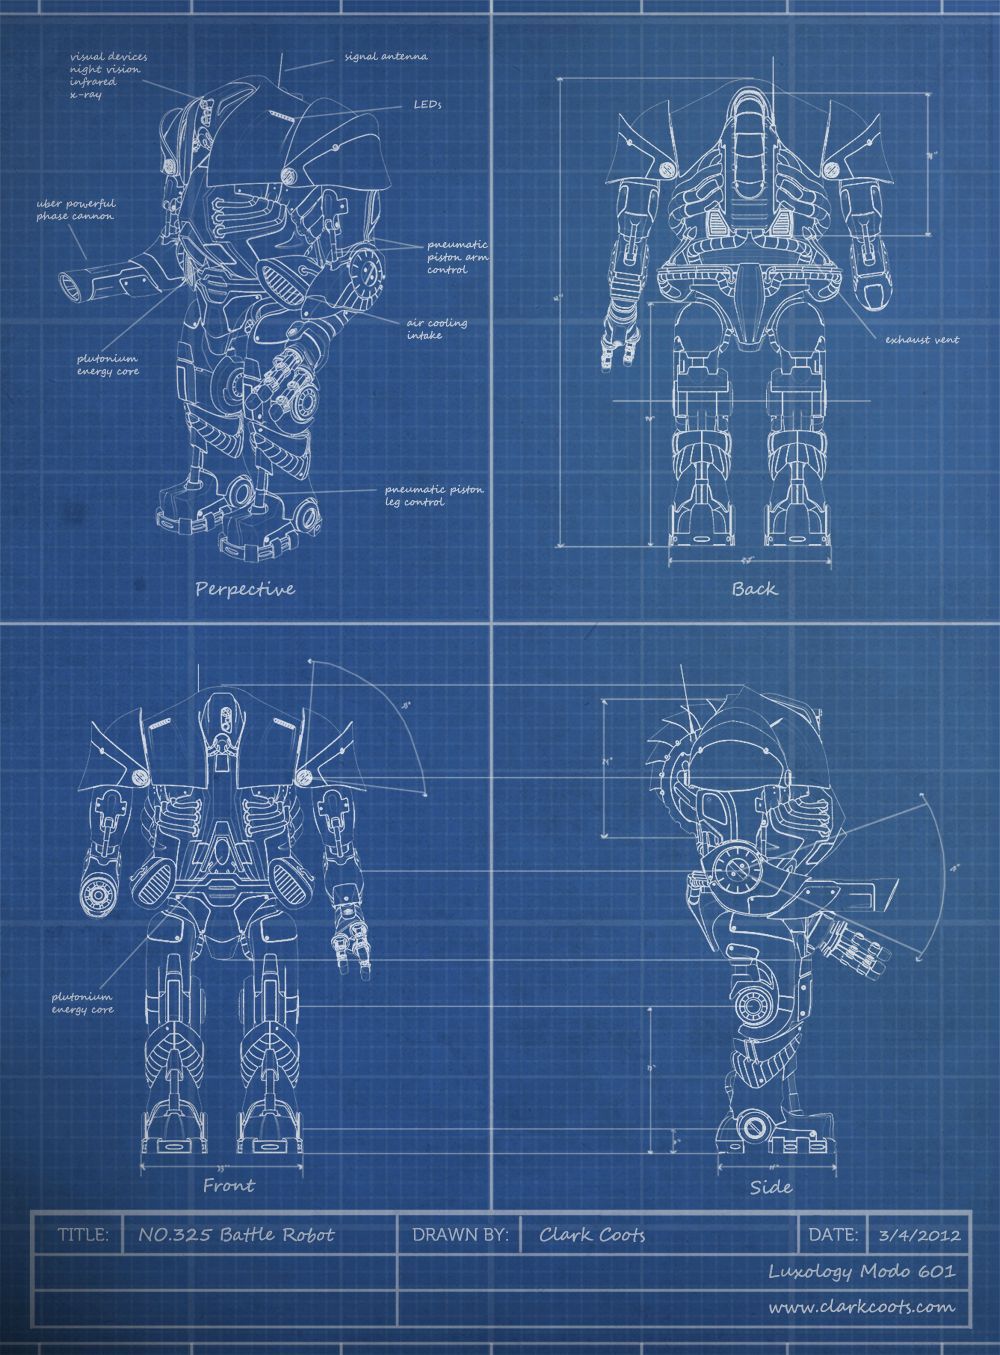 visual devices
night vision
infrared
x-ray
signal antenna
LEDs
uber powerful
phase cannon
pneumatic
piston arm
control
air cooling
intake
plutonium
energy core
pneumatic piston
leg control
Perpective
exhaust vent
Back
plutonium
energy core
Front
Side
TITLE: NO.325 Battle Robot DRAWN BY: Clark Coots DATE: 3/4/2012
Luxology Modo 601
www.clarkcoots.com